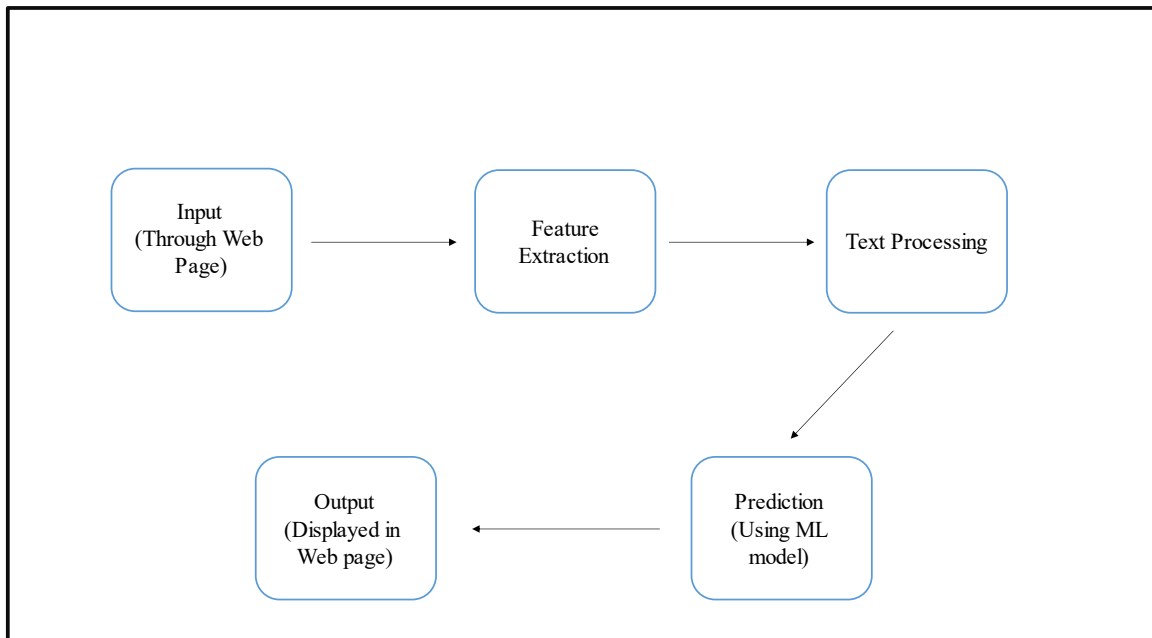 Input
(Through Web
Page)
Feature
Extraction
Text Processing
Prediction
(Using ML
model)
Output
(Displayed in
Web page)